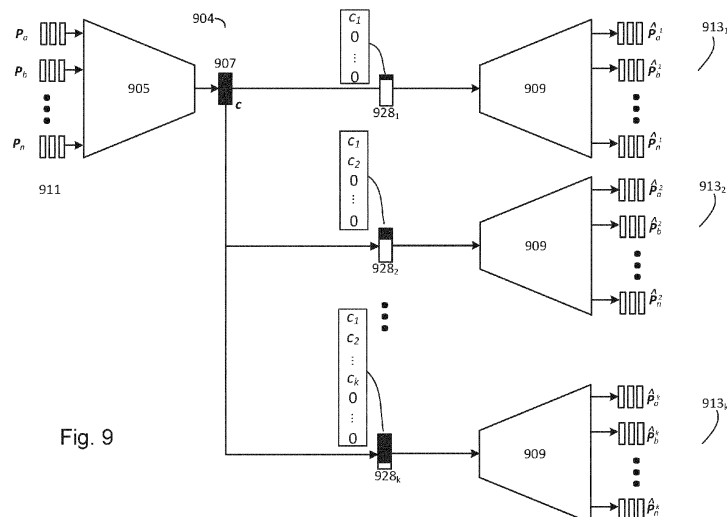 904
P_a
P_b
P_n
911
905
907
c
c_1
0
⋮
0
928_1
909
P̂_a^1
P̂_b^1
P̂_n^1
913_1
c_1
c_2
0
⋮
0
928_2
909
P̂_a^2
P̂_b^2
P̂_n^2
913_2
c_1
c_2
⋮
c_k
0
⋮
0
928_k
909
P̂_a^k
P̂_b^k
P̂_n^k
913_k
Fig. 9